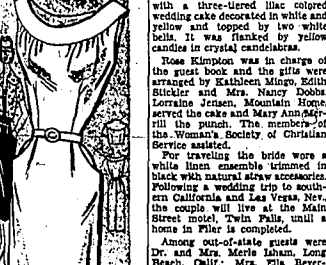 with a three-tiered lilac colored
wedding cake decorated in white and
yellow and topped by two white
bells. It was flanked by yellow
candles in crystal candelabras.
Rose Kimpton was in charge of
the guest book and the gifts were
arranged by Kathleen Mingo, Edith
Stickler and Mrs. Nancy Dobbs.
Lorraine Jensen, Mountain Home,
served the cake and Mary Ann Mer-
rill the punch. The members of
the Woman's Society of Christian
Service assisted.
For traveling the bride wore a
white linen ensemble trimmed in
black with natural straw accessories.
Following a wedding trip to south-
ern California and Las Vegas, Nev.,
the couple will live at the Main
Street motel, Twin Falls, until a
home in Filer is completed.
Among out-of-state guests were
Dr. and Mrs. Merle Isham, Long
Beach, Calif.; Mrs. Ella Beyer-